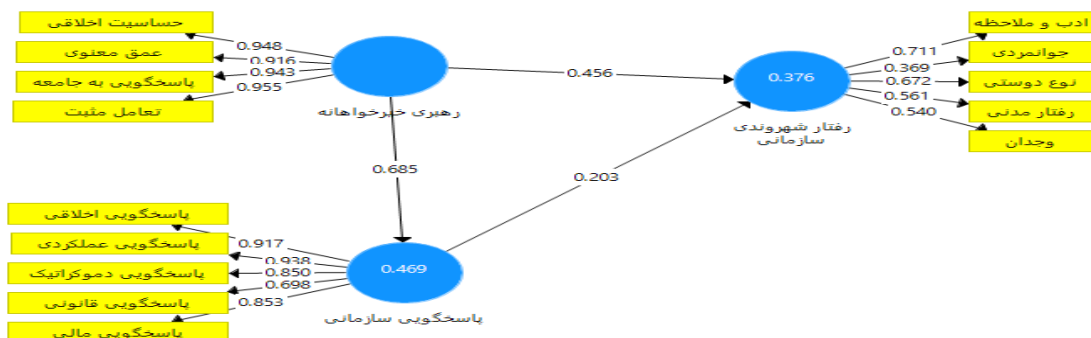 حساسیت اخلاقی
0.948
عمق معنوی
0.916
پاسخگویی به جامعه
0.943
تعامل مثبت
0.955
رهبری خیرخواهانه
0.456
0.376
رفتار شهروندی
سازمانی
ادب و ملاحظه
0.711
جوانمردی
0.369
نوع دوستی
0.672
رفتار مدنی
0.561
وجدان
0.540
0.685
0.203
پاسخگویی اخلاقی
0.917
پاسخگویی عملکردی
0.938
پاسخگویی دموکراتیک
0.850
پاسخگویی قانونی
0.698
پاسخگویی مالی
0.853
0.469
پاسخگویی سازمانی